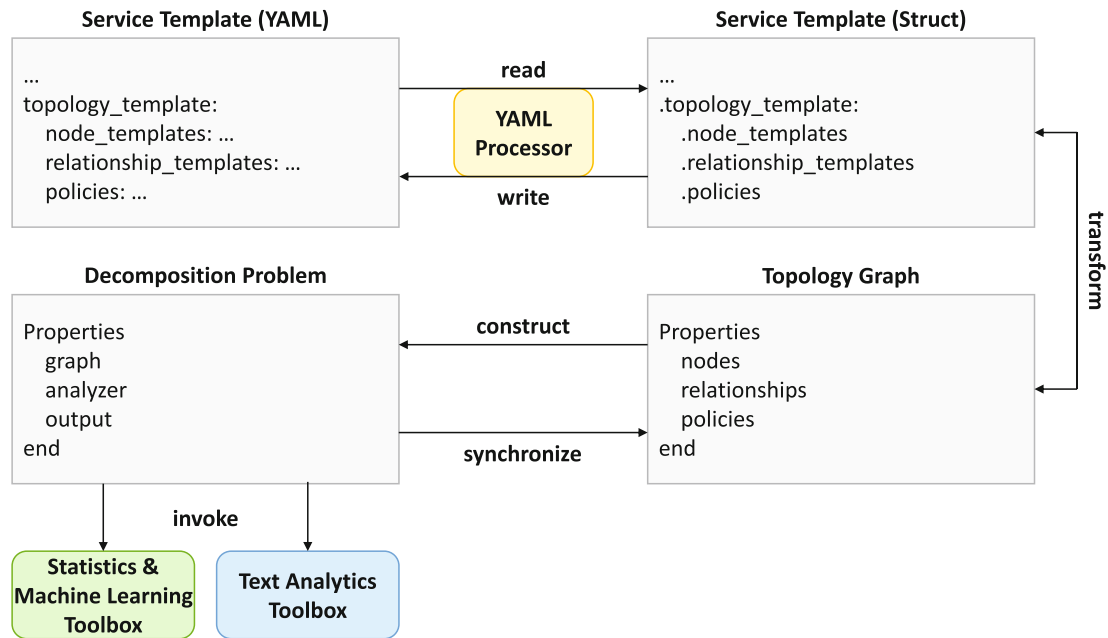 Service Template (YAML)
Service Template (Struct)
...
topology_template:
node_templates: ...
relationship_templates: ...
policies: ...
read
YAML
Processor
write
...
.topology_template:
.node_templates
.relationship_templates
.policies
transform
Decomposition Problem
Topology Graph
Properties
graph
analyzer
output
end
construct
synchronize
Properties
nodes
relationships
policies
end
invoke
Statistics &
Machine Learning
Toolbox
Text Analytics
Toolbox